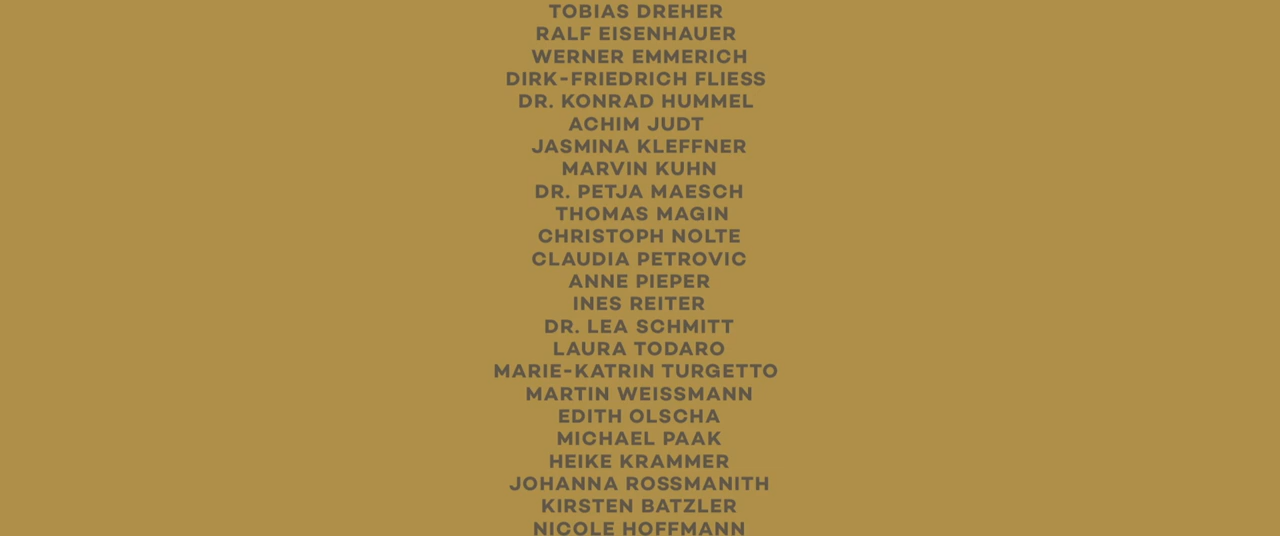 TOBIAS DREHER
RALF EISENHAUER
WERNER EMMERICH
DIRK-FRIEDRICH FLIESS
DR. KONRAD HUMMEL
ACHIM JUDT
JASMINA KLEFFNER
MARVIN KUHN
DR. PETJA MAESCH
THOMAS MAGIN
CHRISTOPH NOLTE
CLAUDIA PETROVIC
ANNE PIEPER
INES REITER
DR. LEA SCHMITT
LAURA TODARO
MARIE-KATRIN TURGETTO
MARTIN WEISSMANN
EDITH OLSCHA
MICHAEL PAAK
HEIKE KRAMMER
JOHANNA ROSSMANITH
KIRSTEN BATZLER
NICOLE HOFFMANN